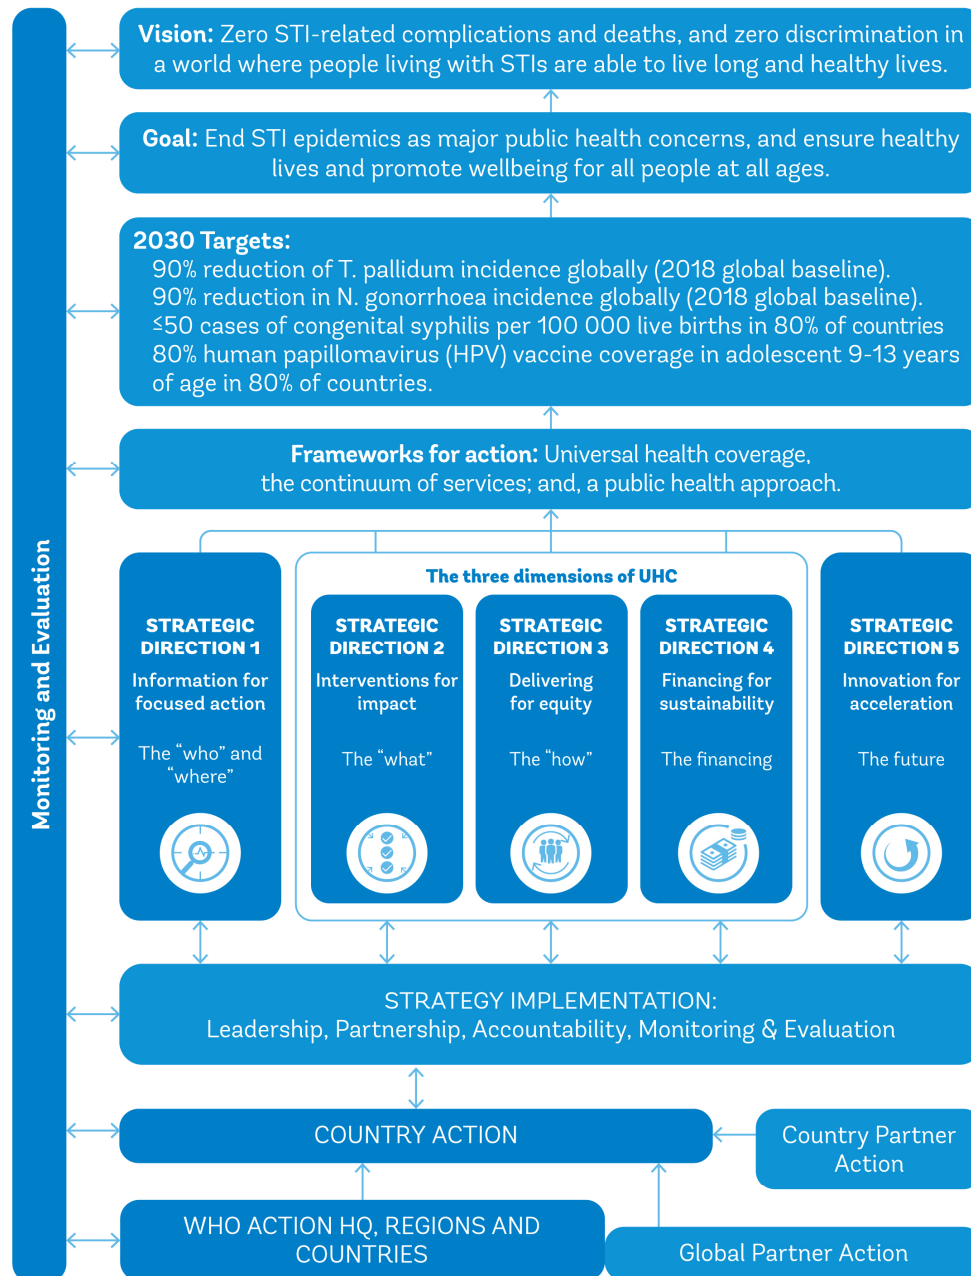 Vision: Zero STI-related complications and deaths, and zero discrimination in
a world where people living with STIs are able to live long and healthy lives.
Goal: End STI epidemics as major public health concerns, and ensure healthy
lives and promote wellbeing for all people at all ages.
2030 Targets:
90% reduction of T. pallidum incidence globally (2018 global baseline).
90% reduction in N. gonorrhoea incidence globally (2018 global baseline).
≤50 cases of congenital syphilis per 100 000 live births in 80% of countries
80% human papillomavirus (HPV) vaccine coverage in adolescent 9-13 years
of age in 80% of countries.
Frameworks for action: Universal health coverage,
the continuum of services; and, a public health approach.
Monitoring and Evaluation
The three dimensions of UHC
STRATEGIC
DIRECTION 1
Information for
focused action
The “who” and
“where”
STRATEGIC
DIRECTION 2
Interventions for
impact
The “what”
STRATEGIC
DIRECTION 3
Delivering
for equity
The “how”
STRATEGIC
DIRECTION 4
Financing for
sustainability
The financing
STRATEGIC
DIRECTION 5
Innovation for
acceleration
The future
STRATEGY IMPLEMENTATION:
Leadership, Partnership, Accountability, Monitoring & Evaluation
COUNTRY ACTION
Country Partner
Action
WHO ACTION HQ, REGIONS AND
COUNTRIES
Global Partner Action